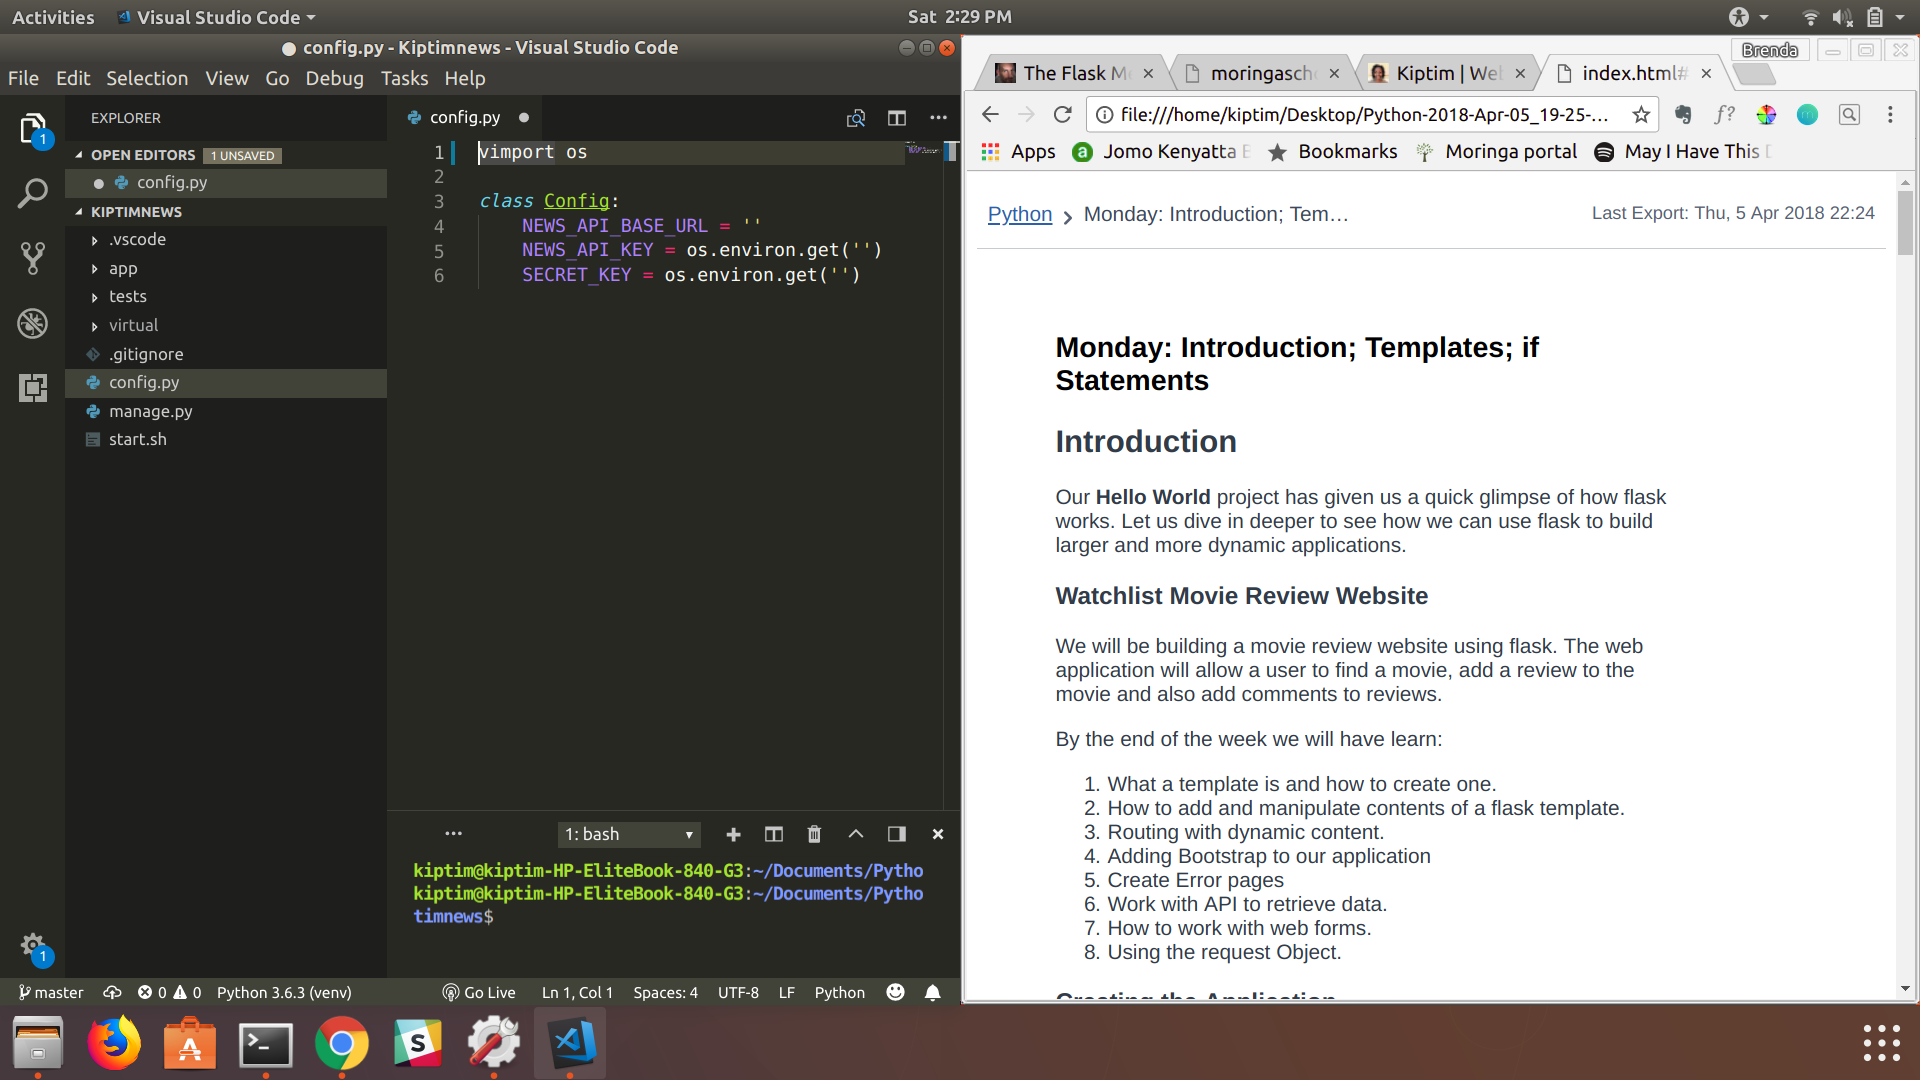 Activities Visual Studio Code Sat 2:29 PM
config.py - Kiptimnews - Visual Studio Code
File Edit Selection View Go Debug Tasks Help
EXPLORER
OPEN EDITORS 1 UNSAVED
config.py
KIPTIMNEWS
.vscode
app
tests
virtual
.gitignore
config.py
manage.py
start.sh
1
1
config.py
1 vimport os
2
3 class Config:
4 NEWS_API_BASE_URL = ''
5 NEWS_API_KEY = os.environ.get('')
6 SECRET_KEY = os.environ.get('')
··· 1: bash
kiptim@kiptim-HP-EliteBook-840-G3:~/Documents/Pytho
kiptim@kiptim-HP-EliteBook-840-G3:~/Documents/Pytho
timnews$
master 0 0 Python 3.6.3 (venv) Go Live Ln 1, Col 1 Spaces: 4 UTF-8 LF Python
Brenda
The Flask M moringasch Kiptim | We index.html#
file:///home/kiptim/Desktop/Python-2018-Apr-05_19-25-...
f?
m
Apps Jomo Kenyatta Bookmarks Moringa portal May I Have This
Python > Monday: Introduction; Tem... Last Export: Thu, 5 Apr 2018 22:24
Monday: Introduction; Templates; if
Statements
Introduction
Our Hello World project has given us a quick glimpse of how flask
works. Let us dive in deeper to see how we can use flask to build
larger and more dynamic applications.
Watchlist Movie Review Website
We will be building a movie review website using flask. The web
application will allow a user to find a movie, add a review to the
movie and also add comments to reviews.
By the end of the week we will have learn:
1. What a template is and how to create one.
2. How to add and manipulate contents of a flask template.
3. Routing with dynamic content.
4. Adding Bootstrap to our application
5. Create Error pages
6. Work with API to retrieve data.
7. How to work with web forms.
8. Using the request Object.
Creating the Application